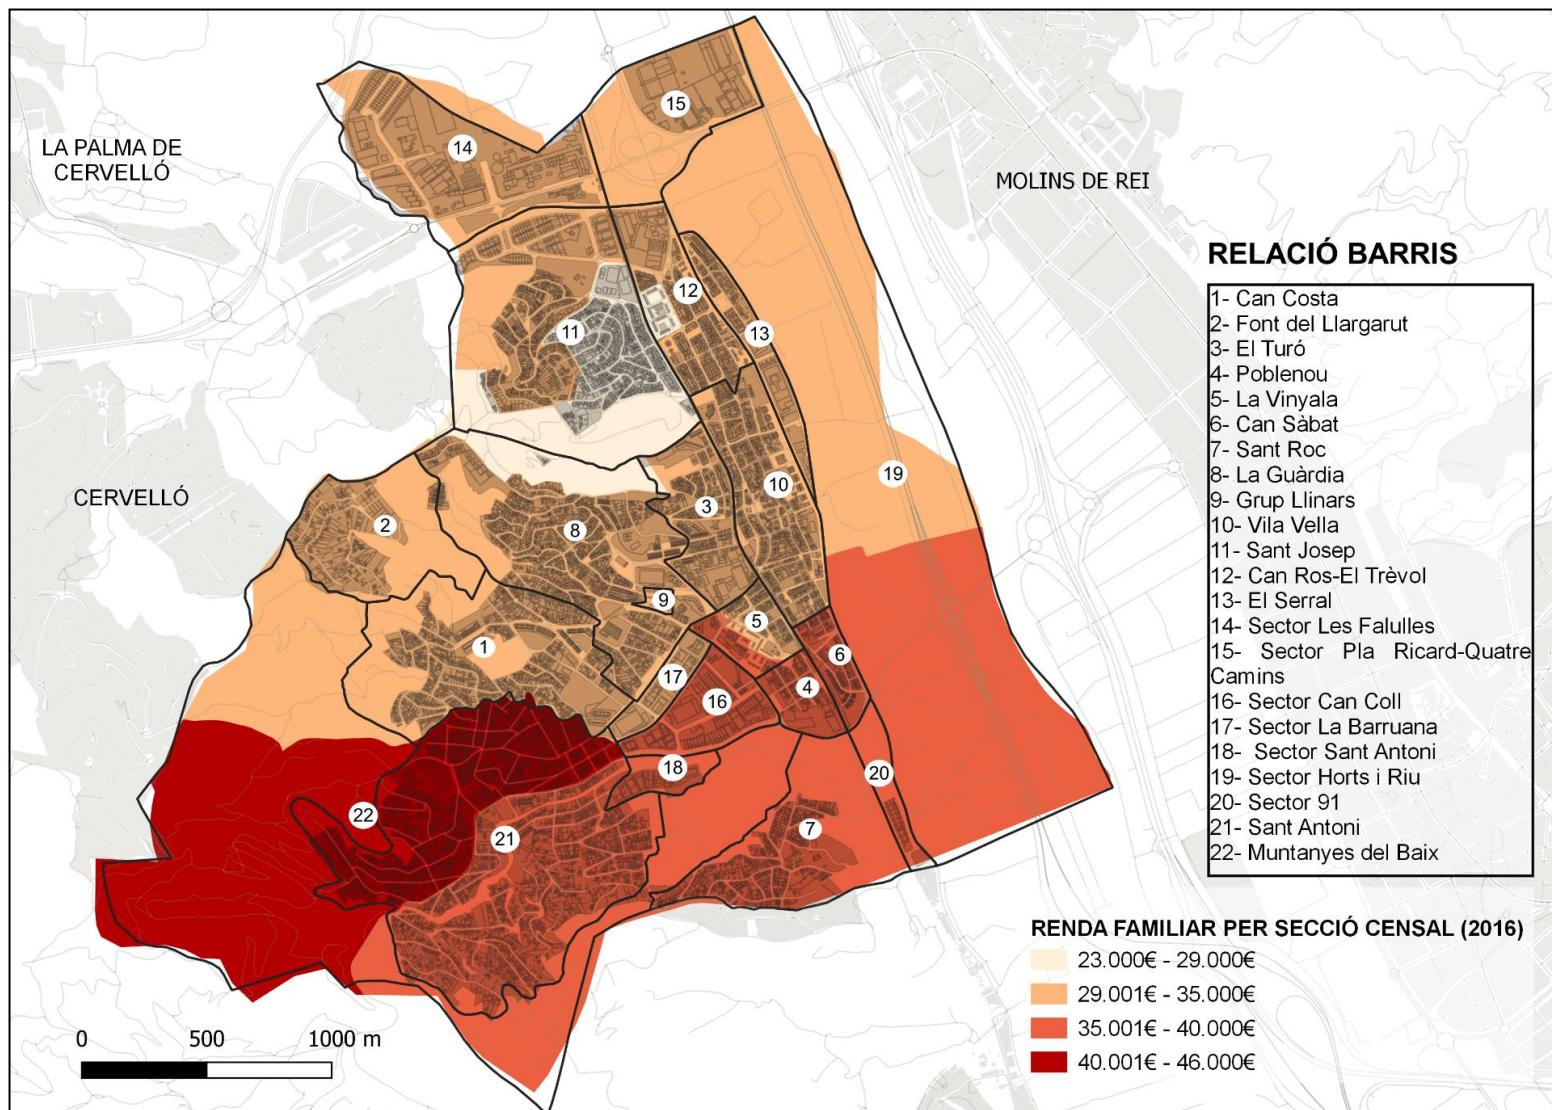 LA PALMA DE
CERVELLÓ
MOLINS DE REI
CERVELLÓ
15
14
12
11
13
19
10
3
2
8
9
5
1
6
17
4
16
18
20
22
7
21
RELACIÓ BARRIS
1- Can Costa
2- Font del Llargarut
3- El Turó
4- Poblenou
5- La Vinyala
6- Can Sàbat
7- Sant Roc
8- La Guàrdia
9- Grup Llinars
10- Vila Vella
11- Sant Josep
12- Can Ros-El Trèvol
13- El Serral
14- Sector Les Falulles
15- Sector Pla Ricard-Quatre
Camins
16- Sector Can Coll
17- Sector La Barruana
18- Sector Sant Antoni
19- Sector Horts i Riu
20- Sector 91
21- Sant Antoni
22- Muntanyes del Baix
RENDA FAMILIAR PER SECCIÓ CENSAL (2016)
23.000€ - 29.000€
29.001€ - 35.000€
35.001€ - 40.000€
40.001€ - 46.000€
0 500 1000 m